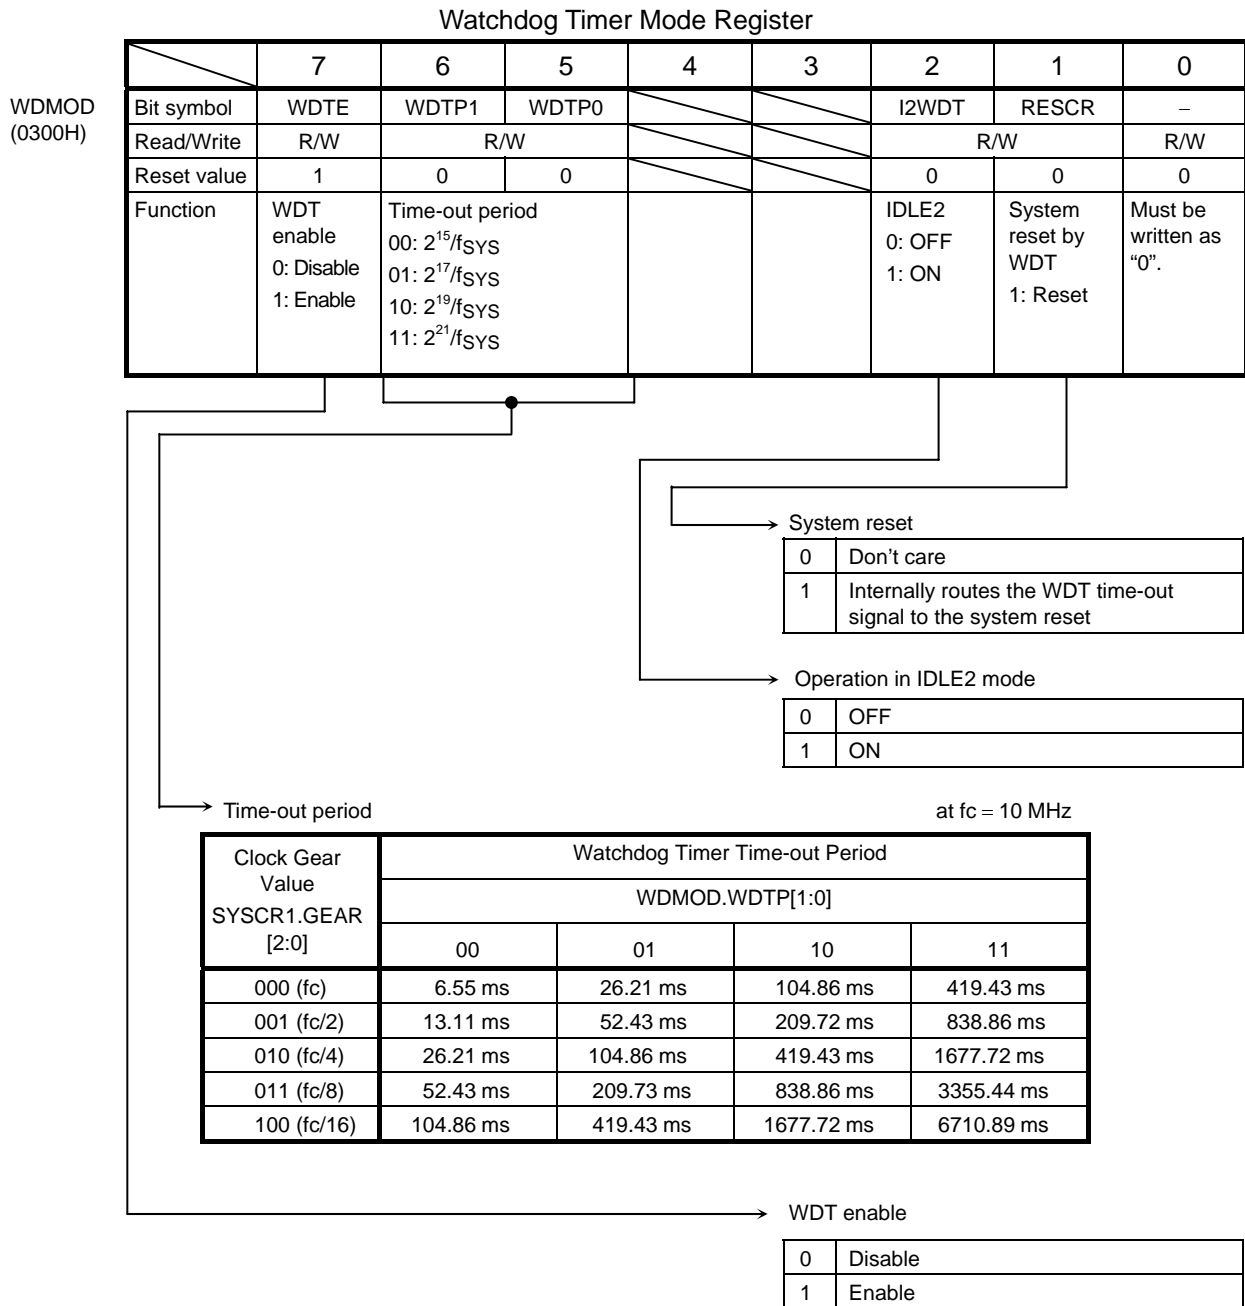 Watchdog Timer Mode Register
7 6 5 4 3 2 1 0
WDMOD
(0300H)
Bit symbol WDTE WDTP1 WDTP0 I2WDT RESCR –
Read/Write R/W R/W R/W R/W
Reset value 1 0 0 0 0 0
Function
WDT
enable
0: Disable
1: Enable
Time-out period
00: 2^15/fSYS
01: 2^17/fSYS
10: 2^19/fSYS
11: 2^21/fSYS
IDLE2
0: OFF
1: ON
System
reset by
WDT
1: Reset
Must be
written as
“0”.
System reset
0 Don't care
1 Internally routes the WDT time-out
signal to the system reset
Operation in IDLE2 mode
0 OFF
1 ON
Time-out period at fc = 10 MHz
Clock Gear
Value
SYSCR1.GEAR
[2:0]
Watchdog Timer Time-out Period
WDMOD.WDTP[1:0]
00 01 10 11
000 (fc) 6.55 ms 26.21 ms 104.86 ms 419.43 ms
001 (fc/2) 13.11 ms 52.43 ms 209.72 ms 838.86 ms
010 (fc/4) 26.21 ms 104.86 ms 419.43 ms 1677.72 ms
011 (fc/8) 52.43 ms 209.73 ms 838.86 ms 3355.44 ms
100 (fc/16) 104.86 ms 419.43 ms 1677.72 ms 6710.89 ms
WDT enable
0 Disable
1 Enable